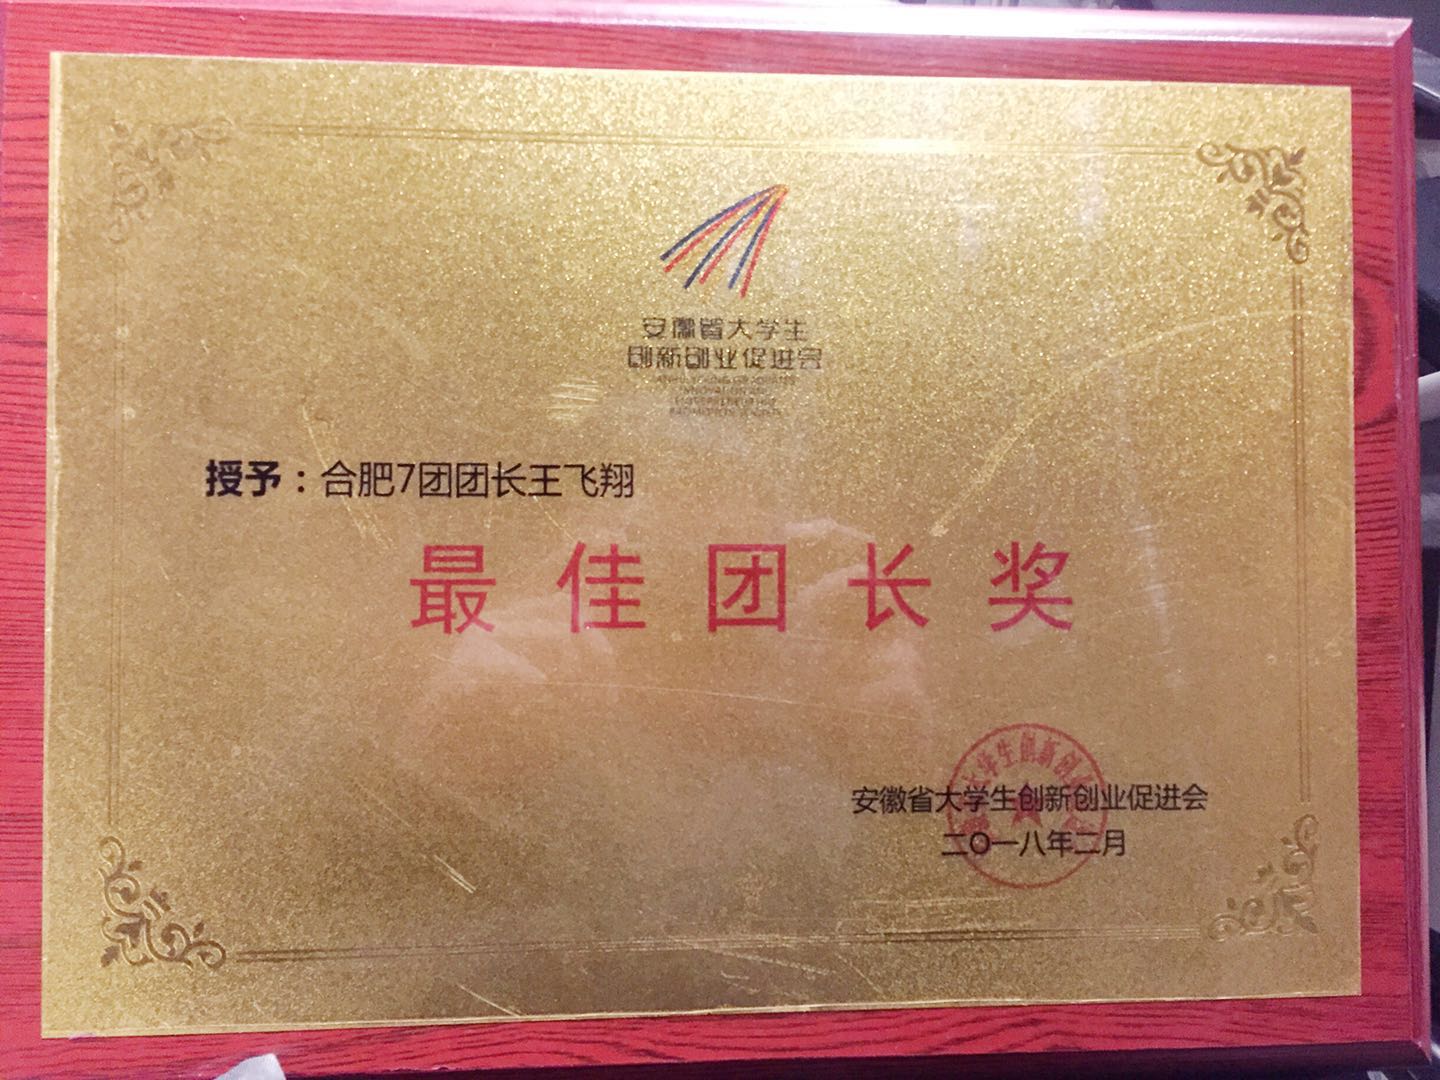 安徽省大学生
创新创业促进会
授予：合肥7团团长王飞翔
最佳团长奖
安徽省大学生创新创业促进会
二〇一八年二月